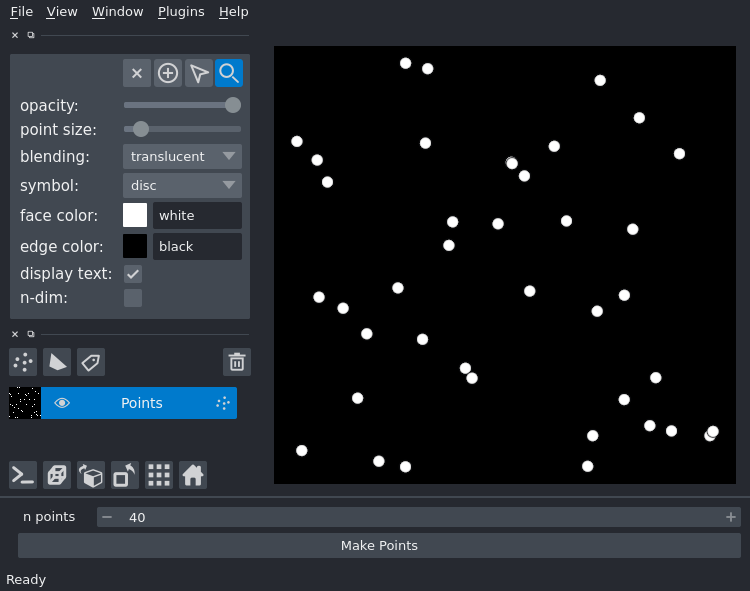 File View Window Plugins Help
opacity:
point size:
blending: translucent
symbol: disc
face color: white
edge color: black
display text:
n-dim:
Points
n points 40
Make Points
Ready